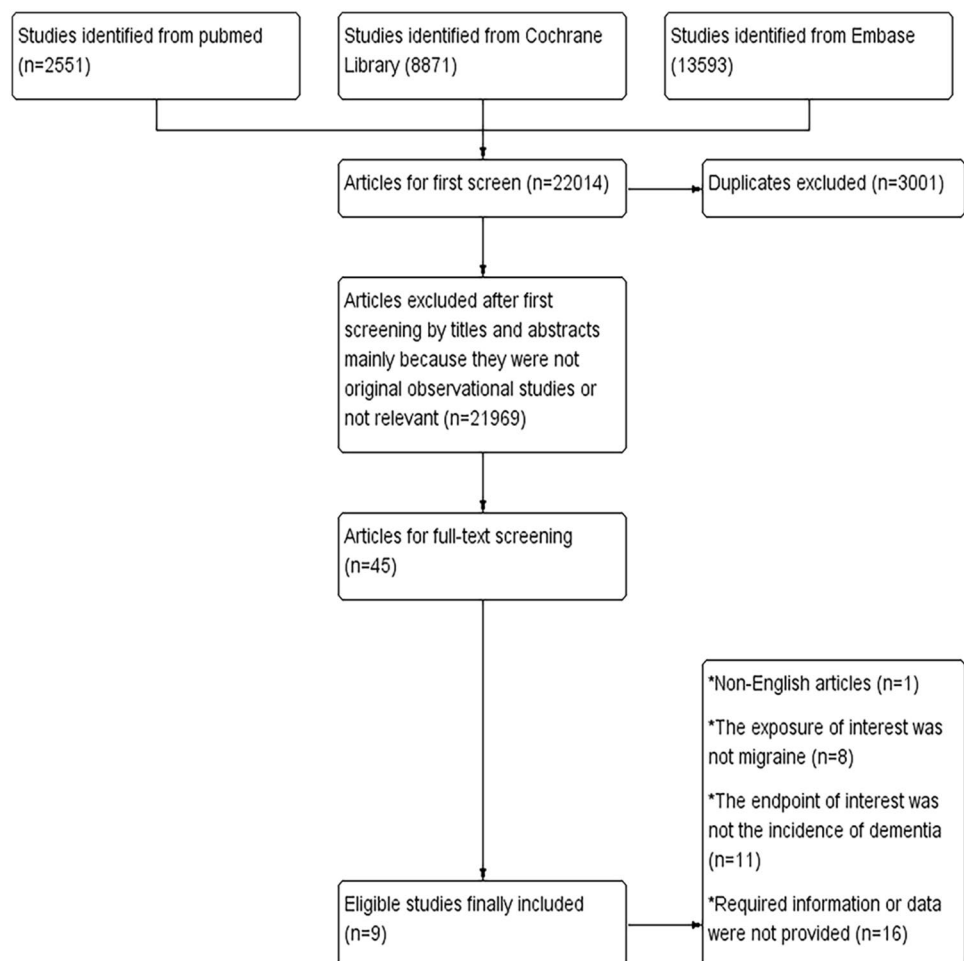 Studies identified from pubmed
(n=2551)
Studies identified from Cochrane
Library (8871)
Studies identified from Embase
(13593)
Articles for first screen (n=22014)
Duplicates excluded (n=3001)
Articles excluded after first
screening by titles and abstracts
mainly because they were not
original observational studies or
not relevant (n=21969)
Articles for full-text screening
(n=45)
*Non-English articles (n=1)
*The exposure of interest was
not migraine (n=8)
*The endpoint of interest was
not the incidence of dementia
(n=11)
*Required information or data
were not provided (n=16)
Eligible studies finally included
(n=9)